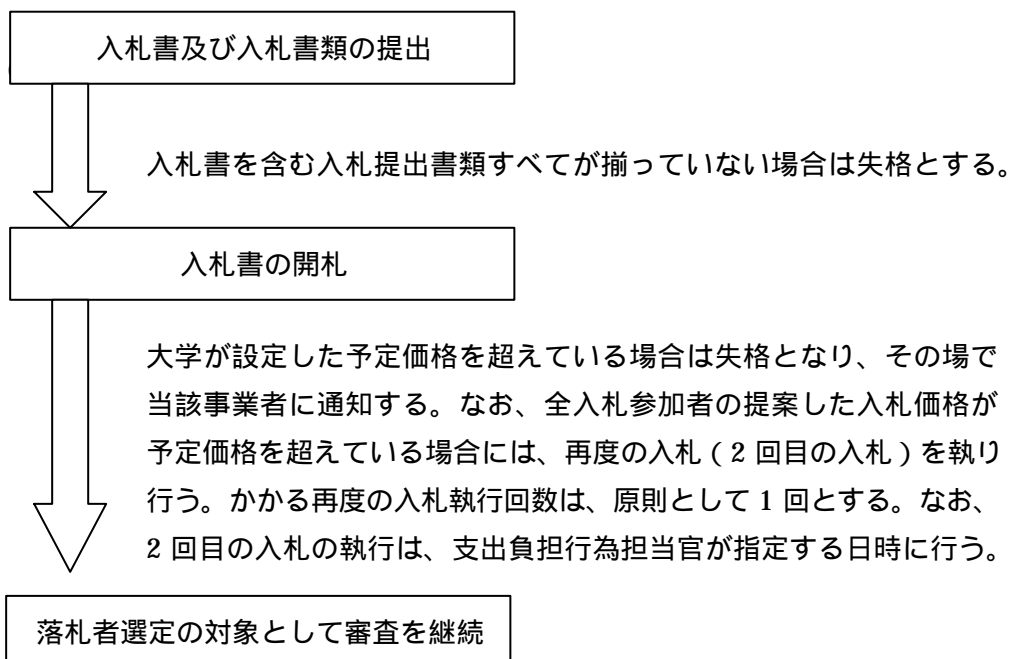 入札書及び入札書類の提出
入札書を含む入札提出書類すべてが揃っていない場合は失格とする。
入札書の開札
大学が設定した予定価格を超えている場合は失格となり、その場で
当該事業者に通知する。なお、全入札参加者の提案した入札価格が
予定価格を超えている場合には、再度の入札(2 回目の入札)を執り
行う。かかる再度の入札執行回数は、原則として 1 回とする。なお、
2 回目の入札の執行は、支出負担行為担当官が指定する日時に行う。
落札者選定の対象として審査を継続